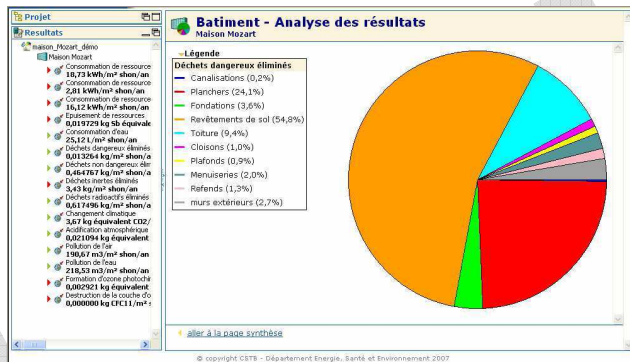 Projet
Resultats
maison_Mozart_démo
Maison Mozart
Consommation de ressource
18,73 kWh/m² shon/an
Consommation de ressource
2,81 kWh/m² shon/an
Consommation de ressource
16,12 kWh/m² shon/an
Epuisement de ressources
0,019729 kg Sb équivale
Consommation d'eau
25,12 L/m² shon/an
Déchets dangereux éliminés
0,013264 kg/m² shon/a
Déchets non dangereux élim
0,464767 kg/m² shon/a
Déchets inertes éliminés
3,43 kg/m² shon/an
Déchets radioactifs éliminés
0,617496 kg/m² shon/a
Changement climatique
3,67 kg équivalent CO2/
Acidification atmosphérique
0,021094 kg équivalent
Pollution de l'air
190,67 m3/m² shon/an
Pollution de l'eau
218,53 m3/m² shon/an
Formation d'ozone photochir
0,002921 kg équivalent
Destruction de la couche d'o
0,000000 kg CFC11/m² s
Batiment - Analyse des résultats
Maison Mozart
Légende
Déchets dangereux éliminés
Canalisations (0,2%)
Planchers (24,1%)
Fondations (3,6%)
Revêtements de sol (54,8%)
Toiture (9,4%)
Cloisons (1,0%)
Plafonds (0,9%)
Menuiseries (2,0%)
Refends (1,3%)
murs extérieurs (2,7%)
aller à la page synthèse
© copyright CSTB - Département Energie, Santé et Environnement 2007